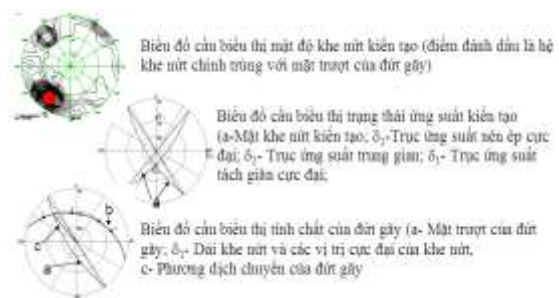 Biểu đồ cầu biểu thị mật độ khe nứt kiến tạo (điểm đánh dấu là hệ
khe nứt chính trùng với mặt trượt của đứt gãy)
Biểu đồ cầu biểu thị trạng thái ứng suất kiến tạo
(a-Mặt khe nứt kiến tạo; δ₃-Trục ứng suất nén ép cực
đại; δ₂- Trục ứng suất trung gian; δ₁- Trục ứng suất
tách giãn cực đại;
Biểu đồ cầu biểu thị tính chất của đứt gãy (a- Mặt trượt của đứt
gãy; δ₂- Dải khe nứt và các vị trí cực đại của khe nứt,
c- Phương dịch chuyển của đứt gãy
a
b
c
a